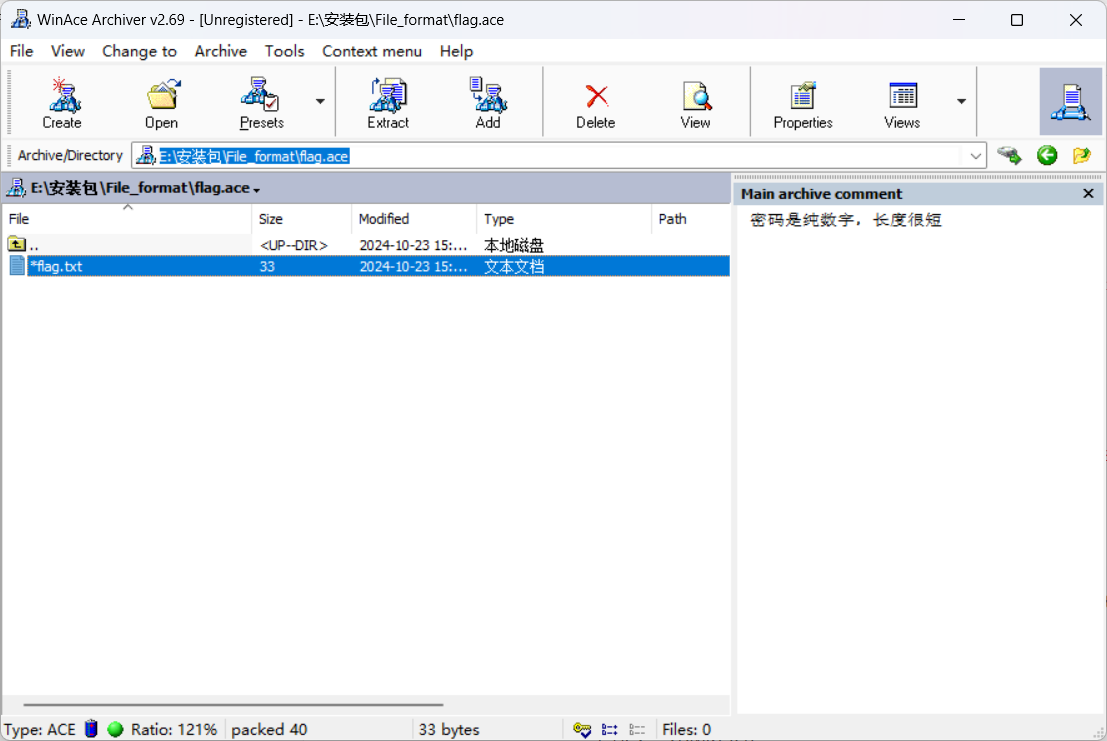 WinAce Archiver v2.69 - [Unregistered] - E:\安装包\File_format\flag.ace
File View Change to Archive Tools Context menu Help
Create Open Presets Extract Add Delete View Properties Views
Archive/Directory E:\安装包\File_format\flag.ace
E:\安装包\File_format\flag.ace
File Size Modified Type Path
.. <UP--DIR> 2024-10-23 15:... 本地磁盘
*flag.txt 33 2024-10-23 15:... 文本文档
Main archive comment
密码是纯数字，长度很短
Type: ACE Ratio: 121% packed 40 33 bytes Files: 0